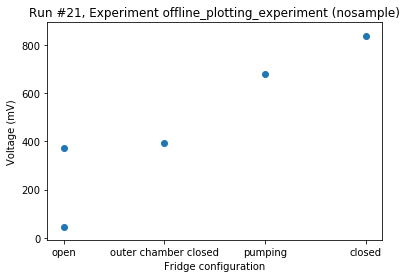 Run #21, Experiment offline_plotting_experiment (nosample)
Voltage (mV)
800
600
400
200
0
open outer chamber closed pumping closed
Fridge configuration